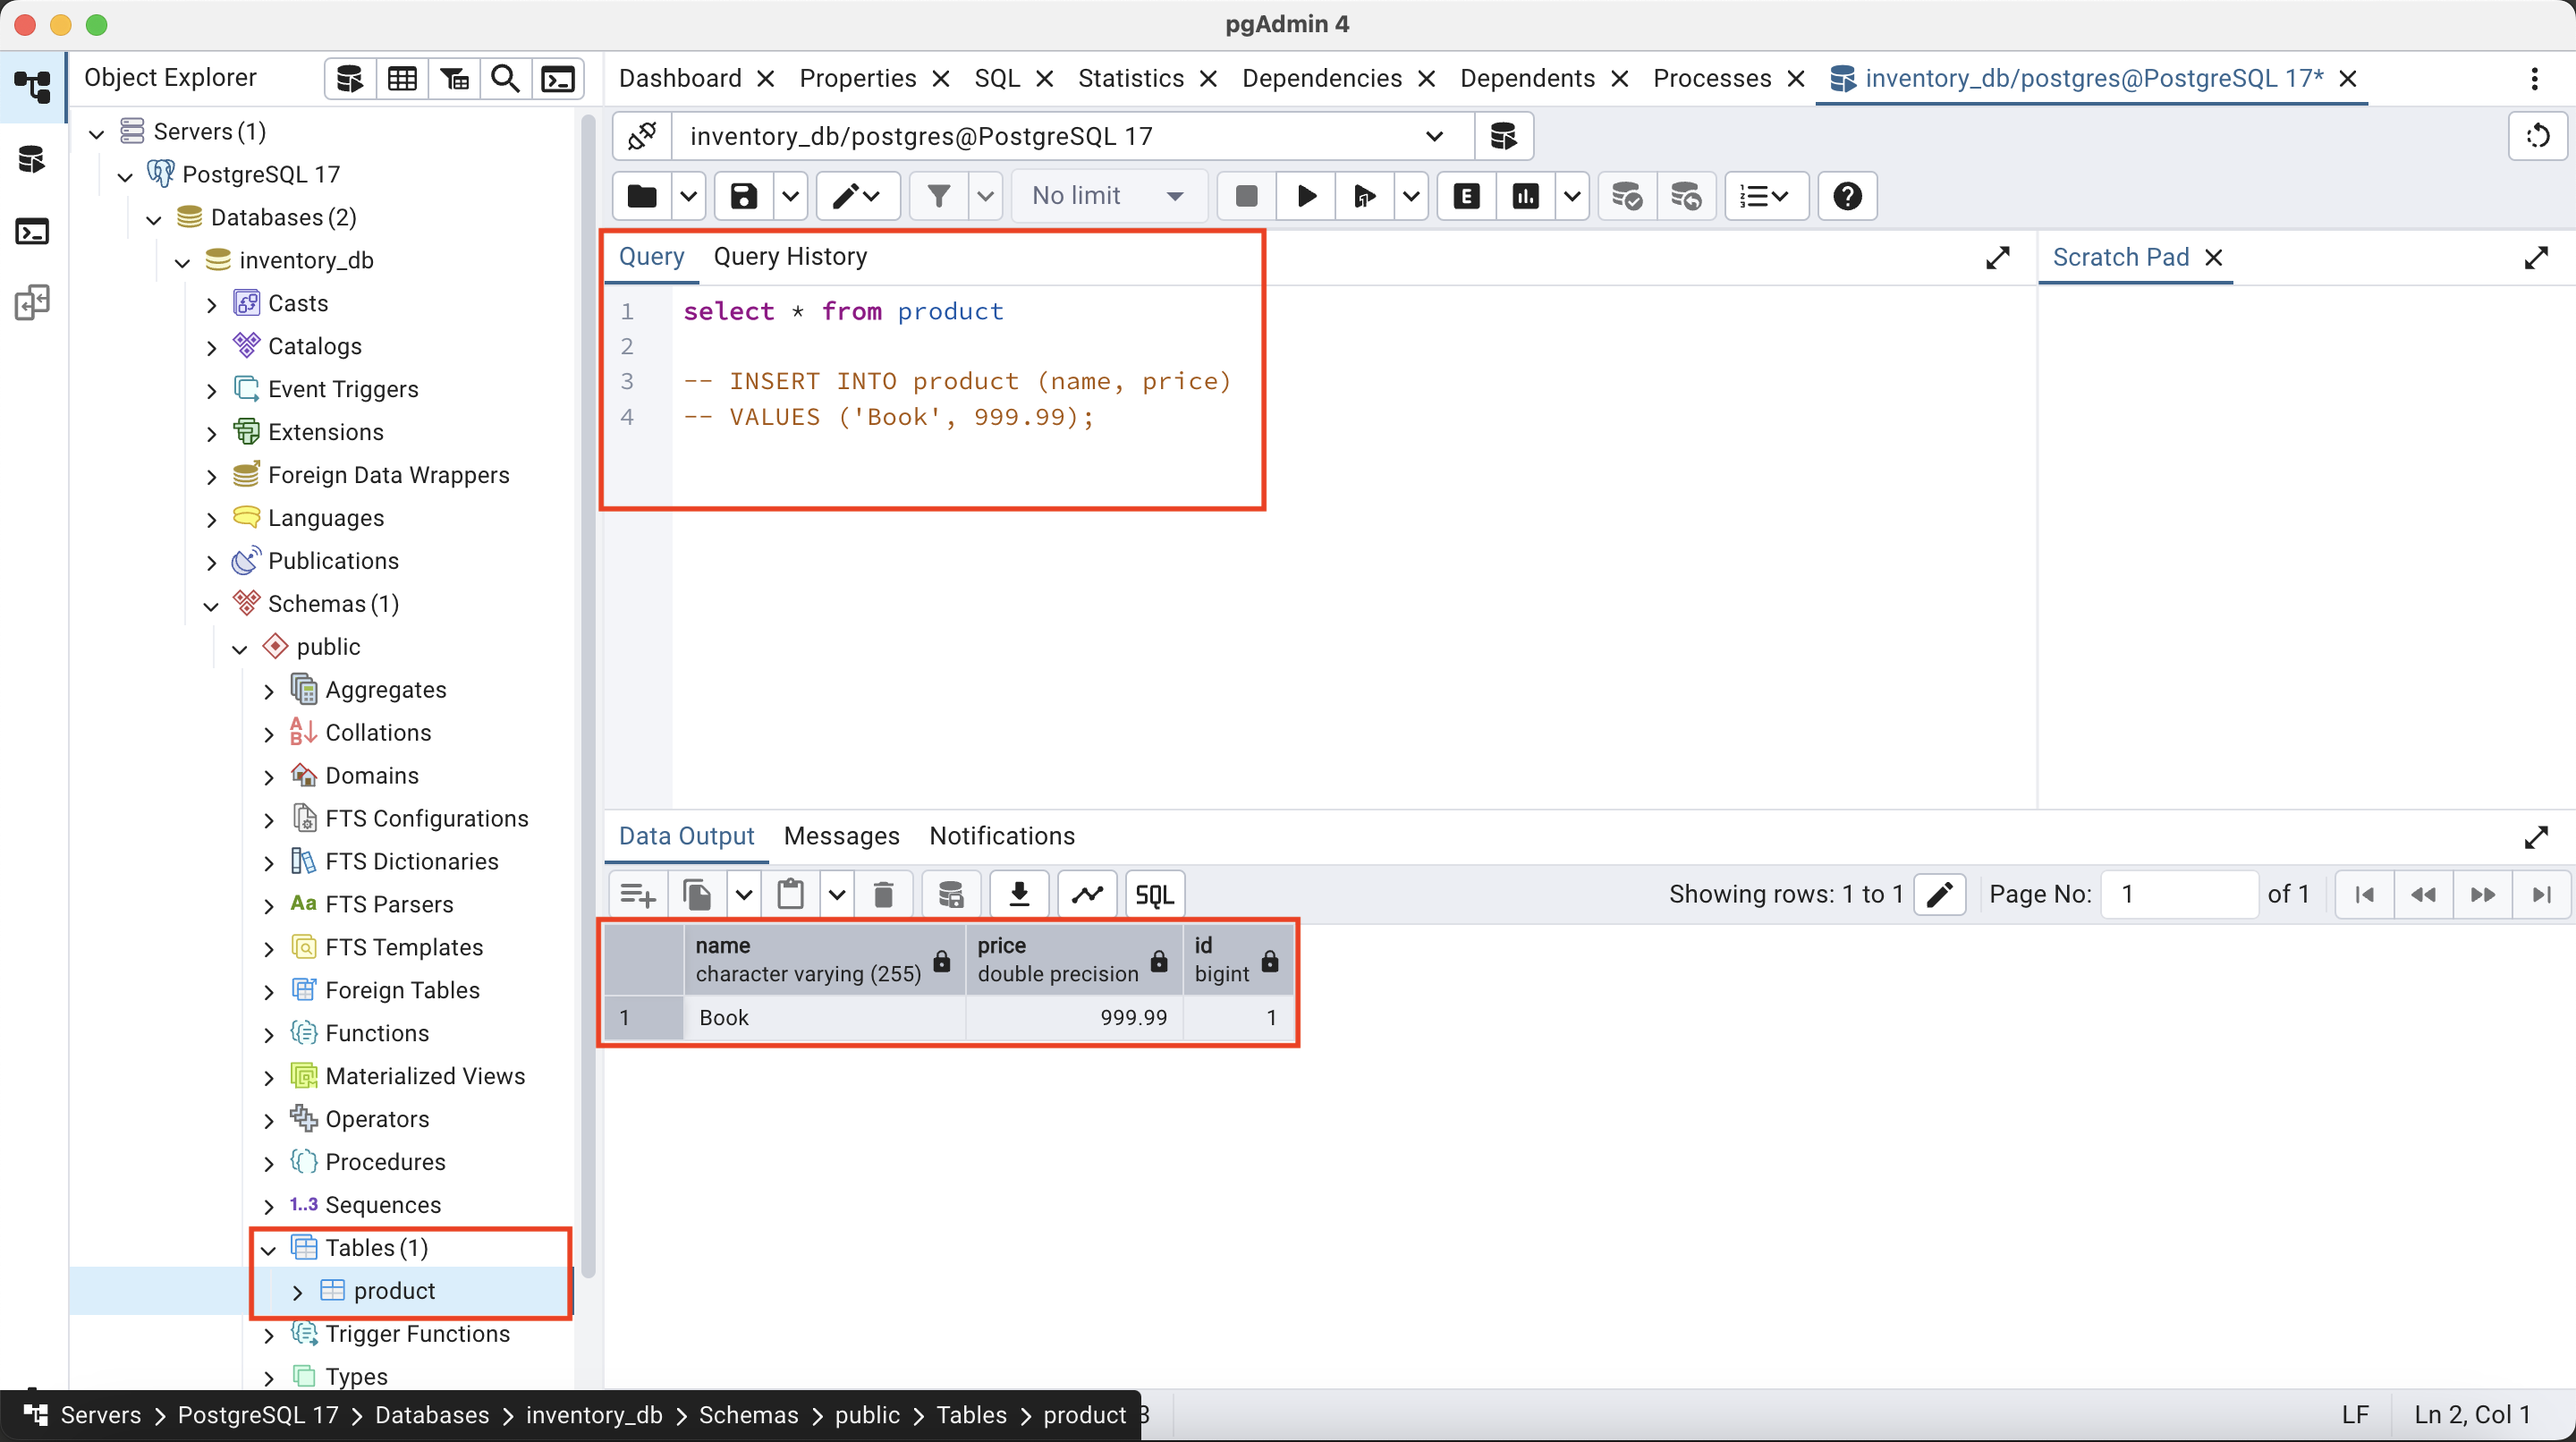 pgAdmin 4
Object Explorer
Servers (1)
PostgreSQL 17
Databases (2)
inventory_db
Casts
Catalogs
Event Triggers
Extensions
Foreign Data Wrappers
Languages
Publications
Schemas (1)
public
Aggregates
Collations
Domains
FTS Configurations
FTS Dictionaries
Aa FTS Parsers
FTS Templates
Foreign Tables
Functions
Materialized Views
Operators
Procedures
1..3 Sequences
Tables (1)
product
Trigger Functions
Types
Dashboard Properties SQL Statistics Dependencies Dependents Processes inventory_db/postgres@PostgreSQL 17*
inventory_db/postgres@PostgreSQL 17
No limit E
Query Query History
Scratch Pad
1 select * from product
2
3 -- INSERT INTO product (name, price)
4 -- VALUES ('Book', 999.99);
Data Output Messages Notifications
SQL Showing rows: 1 to 1 Page No: 1 of 1
name price id
character varying (255) double precision bigint
1 Book 999.99 1
Servers > PostgreSQL 17 > Databases > inventory_db > Schemas > public > Tables > product
LF Ln 2, Col 1